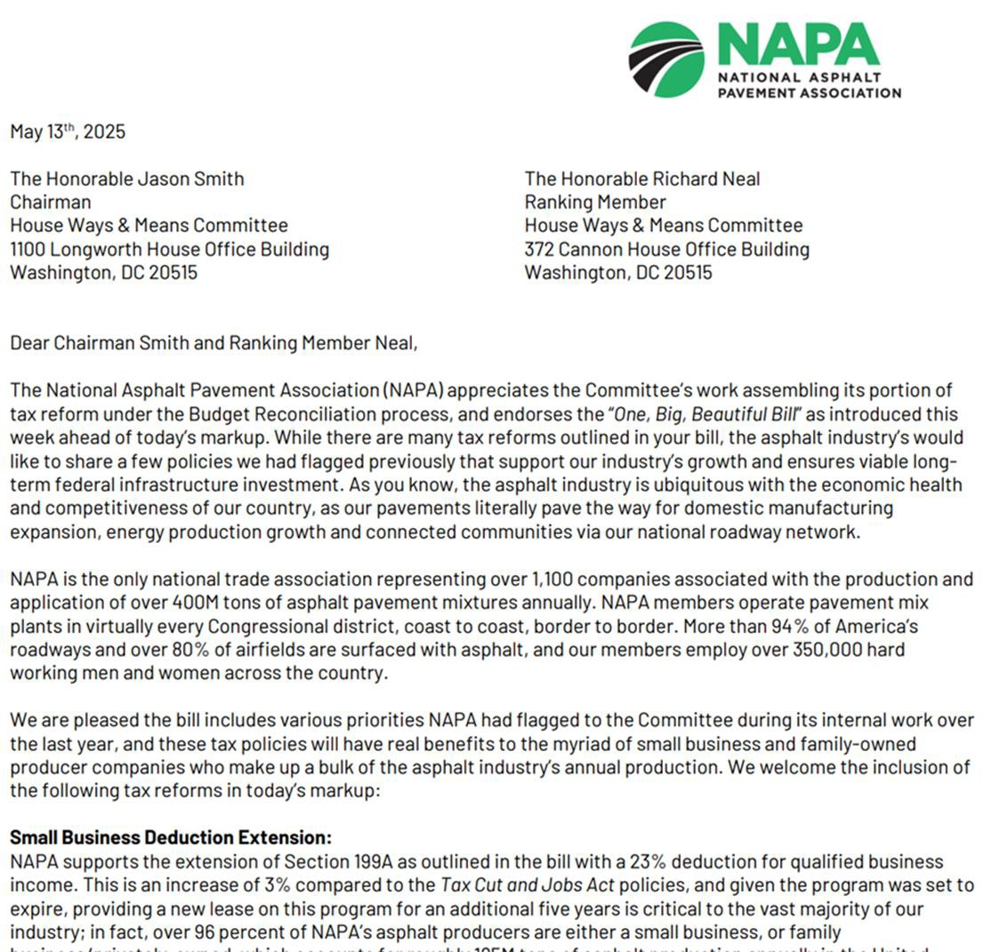 NAPA
NATIONAL ASPHALT
PAVEMENT ASSOCIATION
May 13th, 2025
The Honorable Jason Smith
Chairman
House Ways & Means Committee
1100 Longworth House Office Building
Washington, DC 20515
The Honorable Richard Neal
Ranking Member
House Ways & Means Committee
372 Cannon House Office Building
Washington, DC 20515
Dear Chairman Smith and Ranking Member Neal,
The National Asphalt Pavement Association (NAPA) appreciates the Committee's work assembling its portion of
tax reform under the Budget Reconciliation process, and endorses the "One, Big, Beautiful Bill" as introduced this
week ahead of today's markup. While there are many tax reforms outlined in your bill, the asphalt industry's would
like to share a few policies we had flagged previously that support our industry's growth and ensures viable long-
term federal infrastructure investment. As you know, the asphalt industry is ubiquitous with the economic health
and competitiveness of our country, as our pavements literally pave the way for domestic manufacturing
expansion, energy production growth and connected communities via our national roadway network.
NAPA is the only national trade association representing over 1,100 companies associated with the production and
application of over 400M tons of asphalt pavement mixtures annually. NAPA members operate pavement mix
plants in virtually every Congressional district, coast to coast, border to border. More than 94% of America's
roadways and over 80% of airfields are surfaced with asphalt, and our members employ over 350,000 hard
working men and women across the country.
We are pleased the bill includes various priorities NAPA had flagged to the Committee during its internal work over
the last year, and these tax policies will have real benefits to the myriad of small business and family-owned
producer companies who make up a bulk of the asphalt industry's annual production. We welcome the inclusion of
the following tax reforms in today's markup:
Small Business Deduction Extension:
NAPA supports the extension of Section 199A as outlined in the bill with a 23% deduction for qualified business
income. This is an increase of 3% compared to the Tax Cut and Jobs Act policies, and given the program was set to
expire, providing a new lease on this program for an additional five years is critical to the vast majority of our
industry; in fact, over 96 percent of NAPA's asphalt producers are either a small business, or family